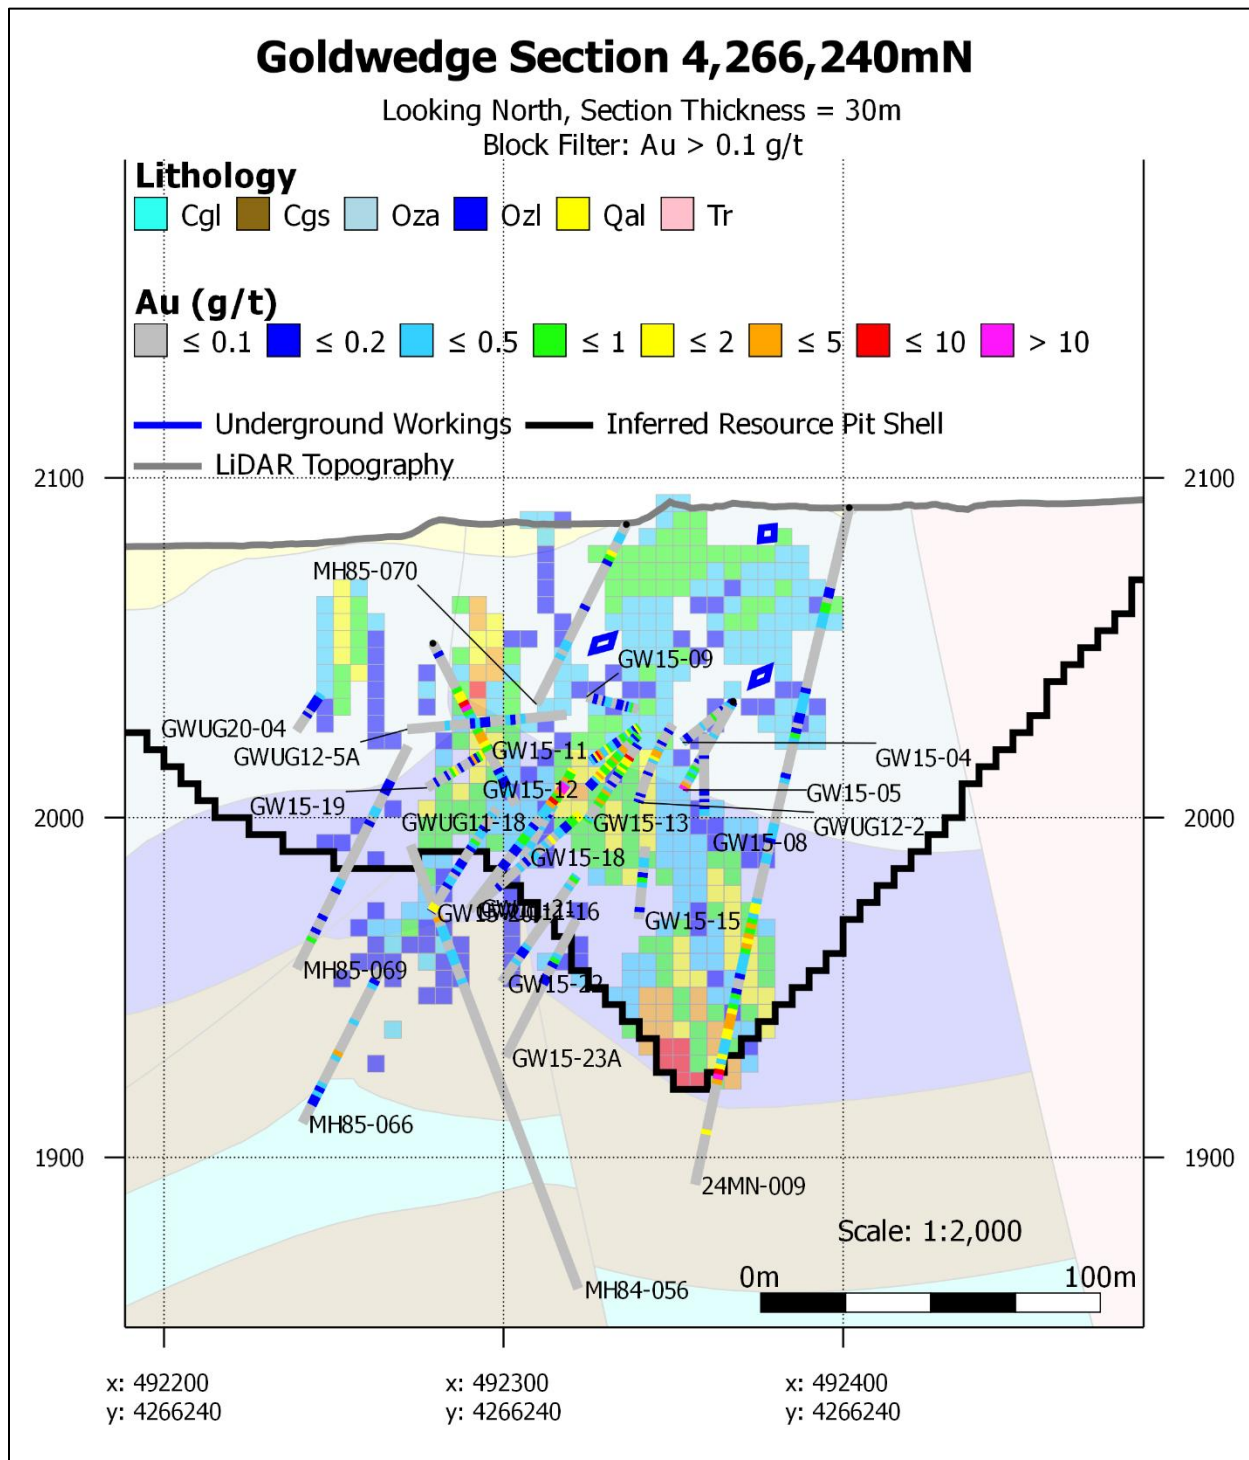 Goldwedge Section 4,266,240mN
Looking North, Section Thickness = 30m
Block Filter: Au > 0.1 g/t
Lithology
Cgl Cgs Oza Ozl Qal Tr
Au (g/t)
≤ 0.1 ≤ 0.2 ≤ 0.5 ≤ 1 ≤ 2 ≤ 5 ≤ 10 > 10
Underground Workings Inferred Resource Pit Shell
LiDAR Topography
2100 2100
MH85-070
GW15-09
GWUG20-04
GWUG12-5A
GW15-11
GW15-04
GW15-12
GW15-05
GW15-19
2000 2000
GWUG11-18
GW15-13
GWUG12-2
GW15-08
GW15-18
GW15-15
MH85-069
GW15-22
GW15-23A
MH85-066
1900 1900
24MN-009
Scale: 1:2,000
0m 100m
MH84-056
x: 492200 x: 492300 x: 492400
y: 4266240 y: 4266240 y: 4266240